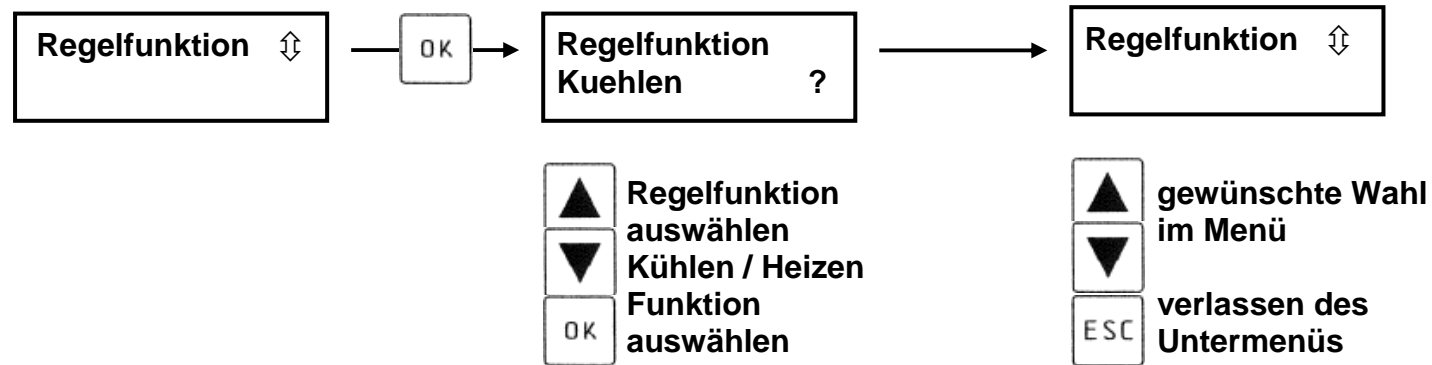 Regelfunktion ⇳
OK
Regelfunktion
Kuehlen ?
Regelfunktion ⇳
Regelfunktion
auswählen
Kühlen / Heizen
Funktion
OK
auswählen
gewünschte Wahl
im Menü
verlassen des
ESC
Untermenüs